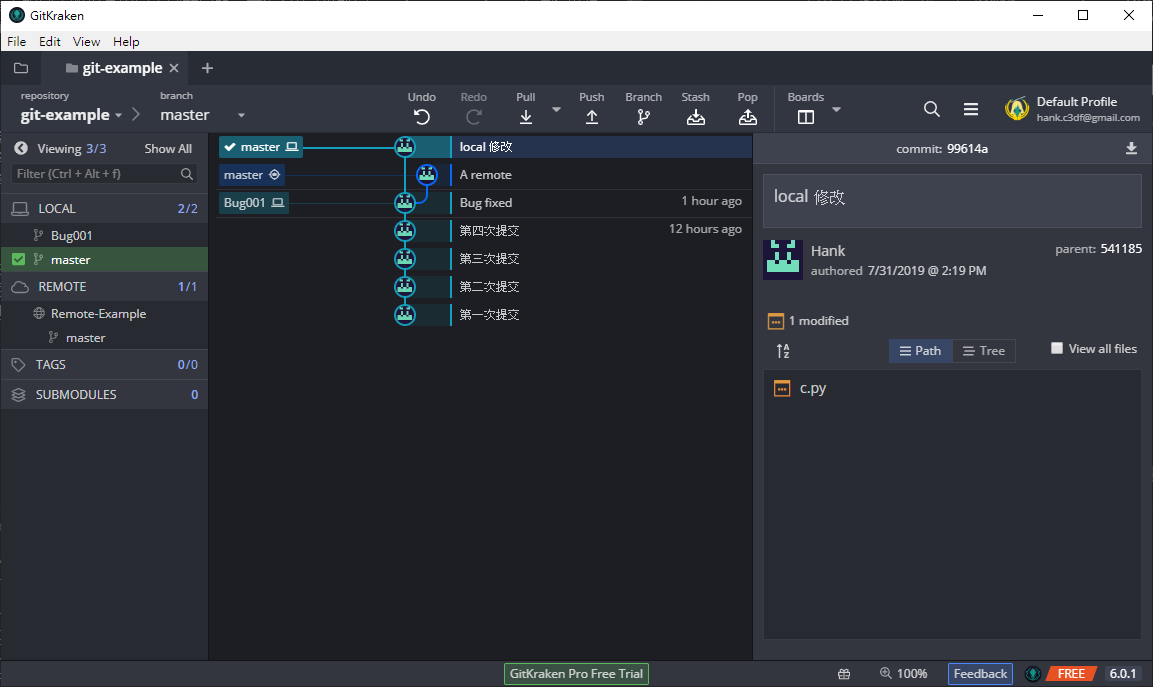 GitKraken
File Edit View Help
git-example
repository
git-example
branch
master
Undo Redo Pull Push Branch Stash Pop Boards
Default Profile
hank.c3df@gmail.com
Viewing 3/3 Show All
Filter (Ctrl + Alt + f)
LOCAL 2/2
Bug001
master
REMOTE 1/1
Remote-Example
master
TAGS 0/0
SUBMODULES 0
master local 修改
master A remote
Bug001 Bug fixed 1 hour ago
第四次提交 12 hours ago
第三次提交
第二次提交
第一次提交
commit: 99614a
local 修改
Hank
authored 7/31/2019 @ 2:19 PM
parent: 541185
1 modified
Path Tree View all files
c.py
GitKraken Pro Free Trial 100% Feedback FREE 6.0.1